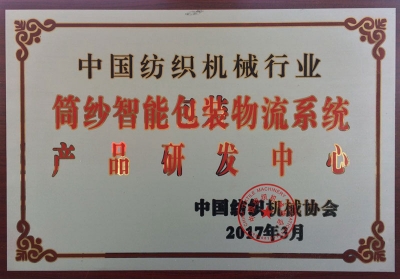 中国纺织机械行业
筒纱智能包装物流系统
产品研发中心
中国纺织机械协会
2017年3月